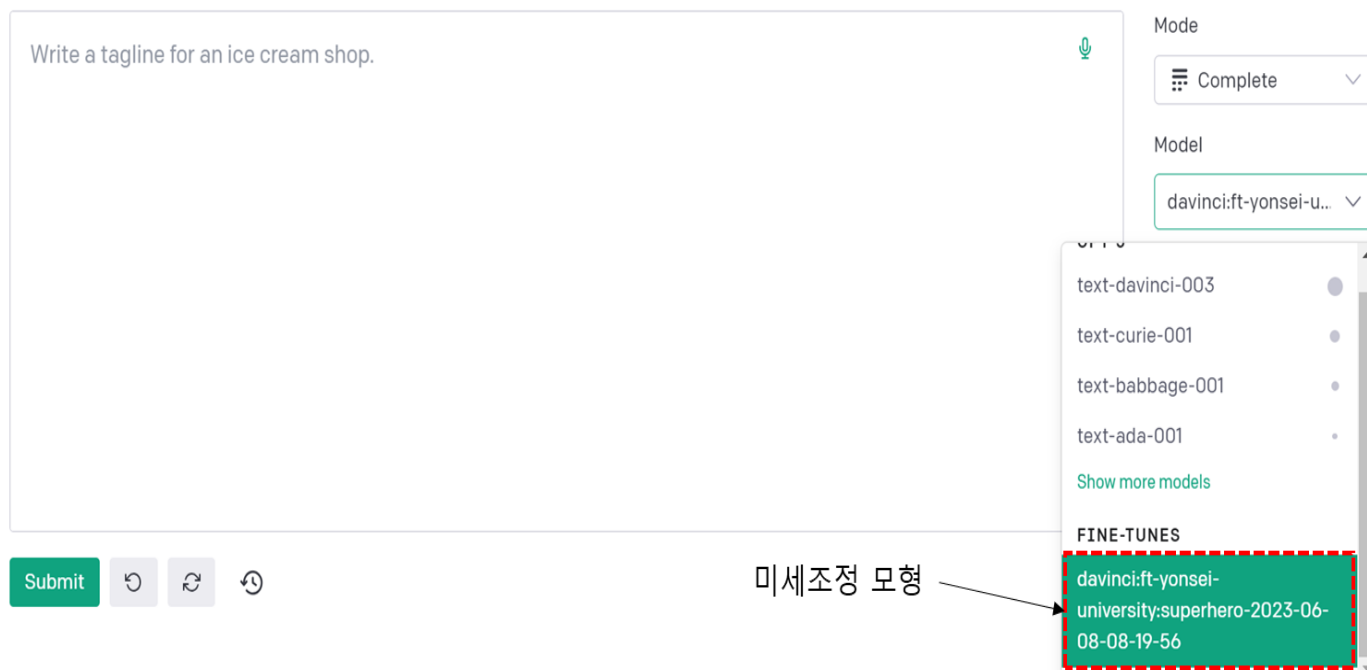 Write a tagline for an ice cream shop.
Mode
Complete
Model
davinci:ft-yonsei-u...
text-davinci-003
text-curie-001
text-babbage-001
text-ada-001
Show more models
FINE-TUNES
davinci:ft-yonsei-
university:superhero-2023-06-
08-08-19-56
Submit
미세조정 모형